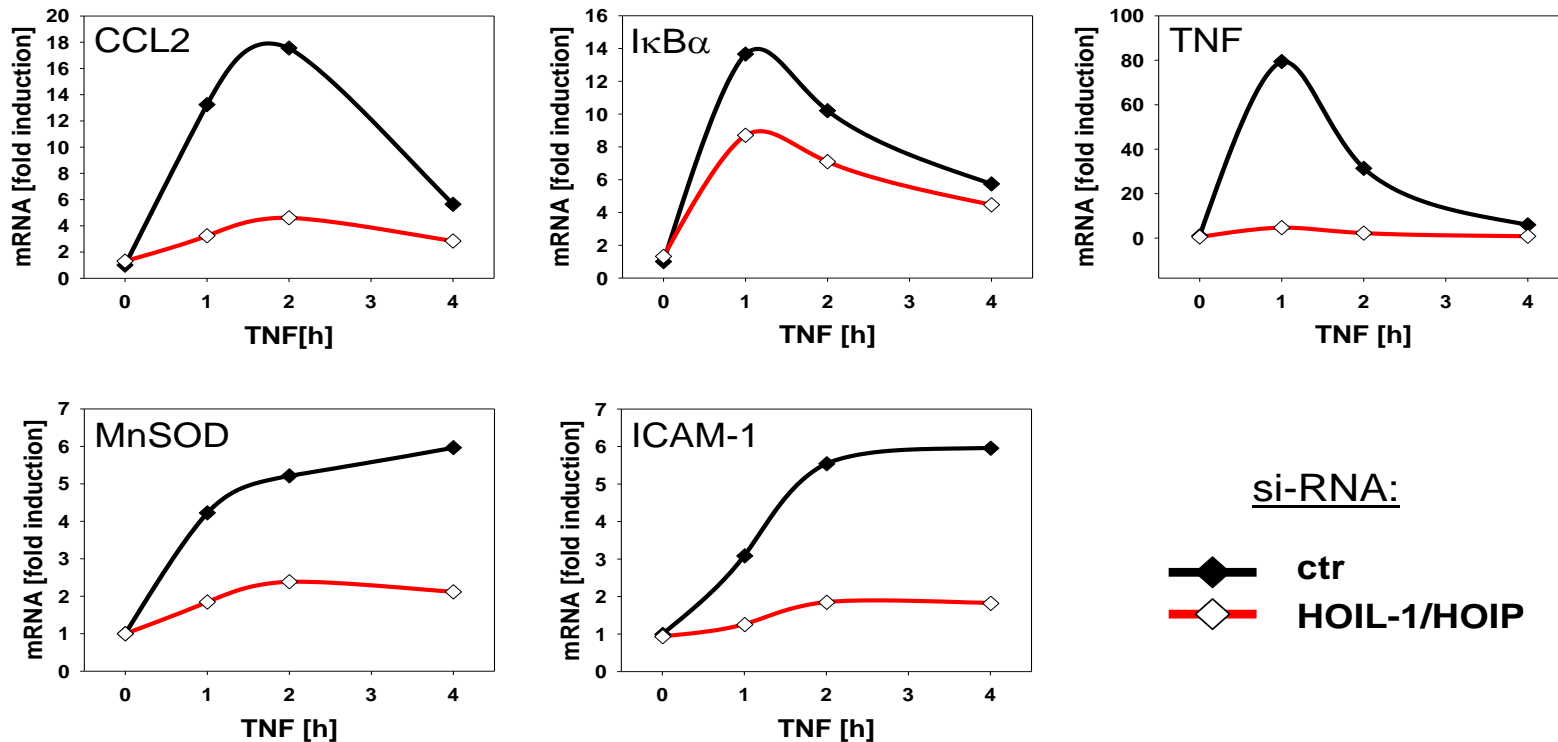 CCL2
mRNA [fold induction]
20
18
16
14
12
10
8
6
4
2
0
0 1 2 3 4
TNF[h]
IκBα
mRNA [fold induction]
16
14
12
10
8
6
4
2
0
0 1 2 3 4
TNF [h]
TNF
mRNA [fold induction]
100
80
60
40
20
0
0 1 2 3 4
TNF [h]
MnSOD
mRNA [fold induction]
7
6
5
4
3
2
1
0
0 1 2 3 4
TNF [h]
ICAM-1
mRNA [fold induction]
7
6
5
4
3
2
1
0
0 1 2 3 4
TNF [h]
si-RNA:
ctr
HOIL-1/HOIP